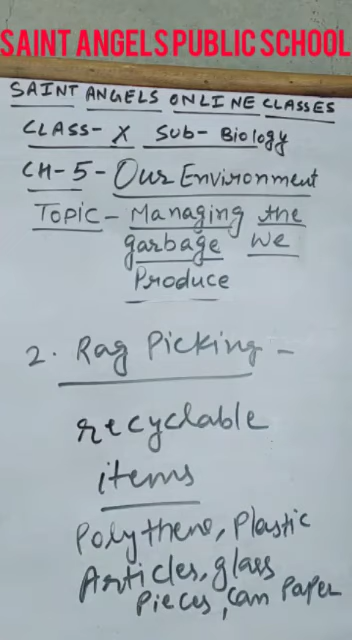 SAINT ANGELS PUBLIC SCHOOL
SAINT ANGELS ONLINE CLASSES
CLASS- X SUB- Biology
CH-5- Our Environment
TOPIC- Managing the
garbage We
Produce
2. Rag Picking -
recyclable
items
Polythene, Plastic
Articles, glass
Pieces, can Paper